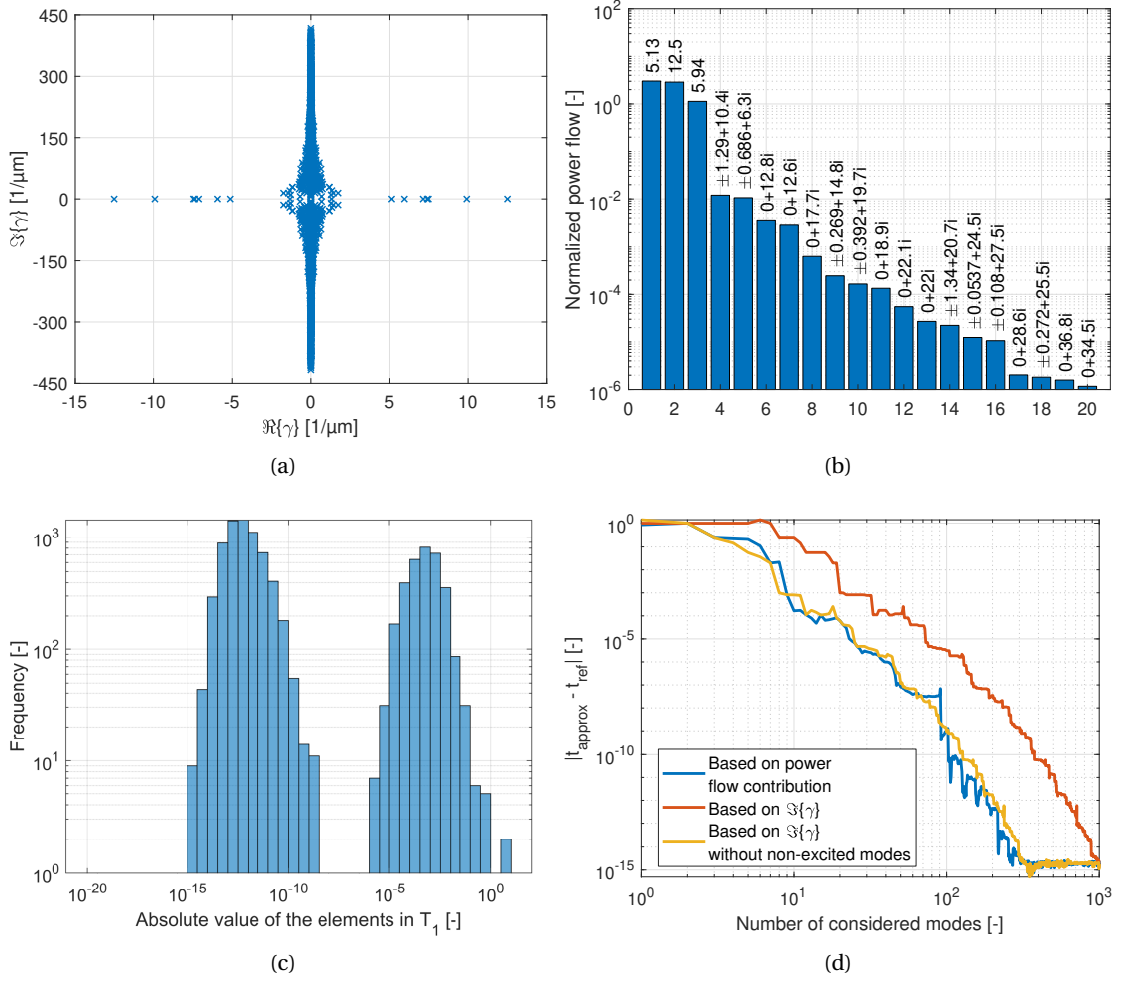 450
300
150
0
-150
-300
-450
-15
-10
-5
0
5
10
15
ℑ{γ} [1/μm]
ℜ{γ} [1/μm]
(a)
10^2
10^0
10^-2
10^-4
10^-6
Normalized power flow [-]
5.13
12.5
5.94
±1.29+10.4i
±0.686+6.3i
0+12.8i
0+12.6i
0+17.7i
±0.269+14.8i
±0.392+19.7i
0+18.9i
0+22.1i
0+22i
±1.34+20.7i
±0.0537+24.5i
±0.108+27.5i
0+28.6i
±0.272+25.5i
0+36.8i
0+34.5i
0
2
4
6
8
10
12
14
16
18
20
(b)
10^3
10^2
10^1
10^0
Frequency [-]
10^-20
10^-15
10^-10
10^-5
10^0
Absolute value of the elements in T_1 [-]
(c)
10^0
10^-5
10^-10
10^-15
|t_approx - t_ref| [-]
Based on power
flow contribution
Based on ℑ{γ}
Based on ℑ{γ}
without non-excited modes
10^0
10^1
10^2
10^3
Number of considered modes [-]
(d)